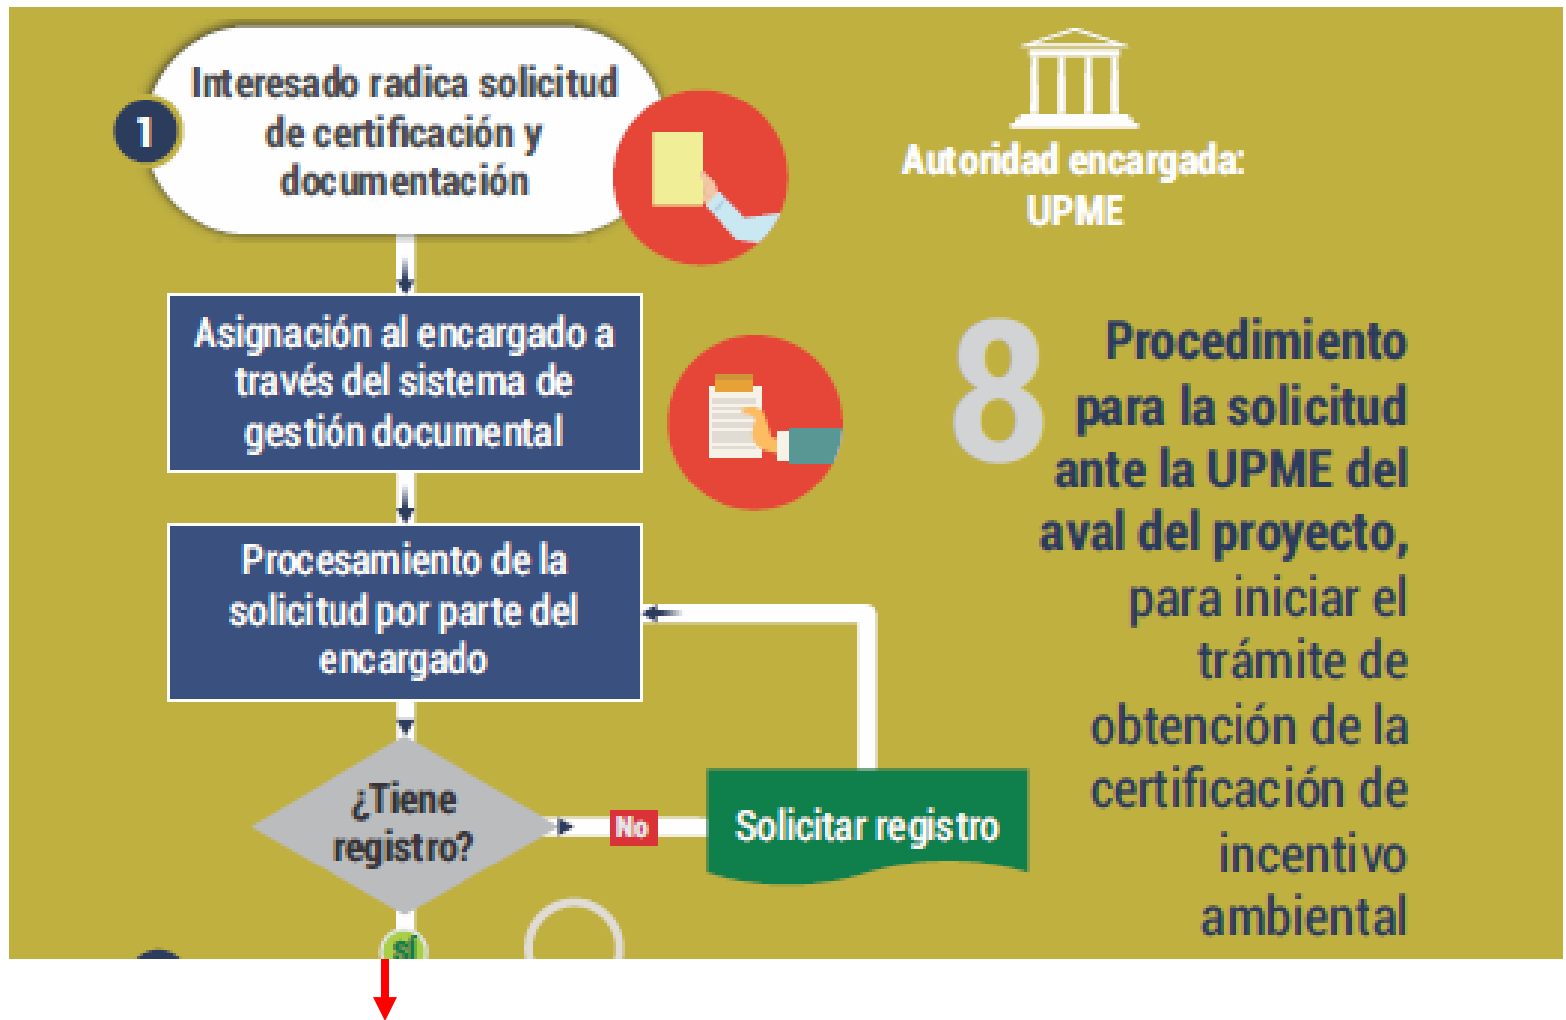 1
Interesado radica solicitud
de certificación y
documentación
Autoridad encargada:
UPME
Asignación al encargado a
través del sistema de
gestión documental
Procesamiento de la
solicitud por parte del
encargado
¿Tiene
registro?
No
Solicitar registro
sí
8
Procedimiento
para la solicitud
ante la UPME del
aval del proyecto,
para iniciar el
trámite de
obtención de la
certificación de
incentivo
ambiental